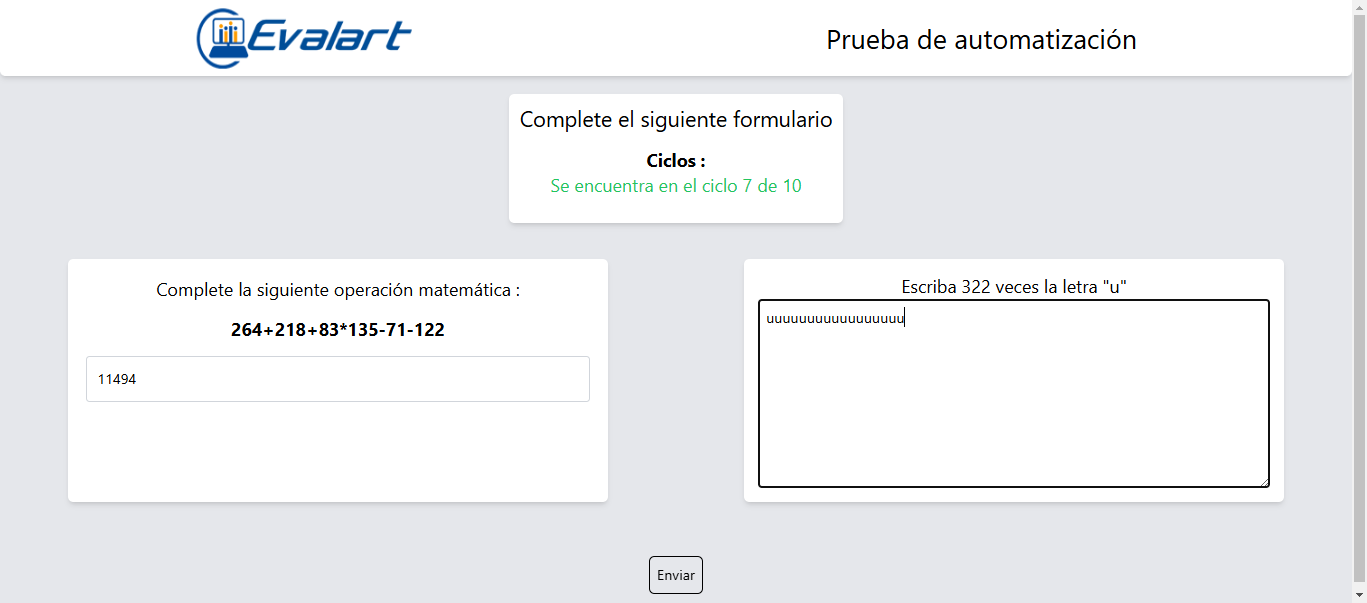 Evalart
Prueba de automatización
Complete el siguiente formulario
Ciclos :
Se encuentra en el ciclo 7 de 10
Complete la siguiente operación matemática :
264+218+83*135-71-122
11494
Escriba 322 veces la letra "u"
uuuuuuuuuuuuuuuuu
Enviar